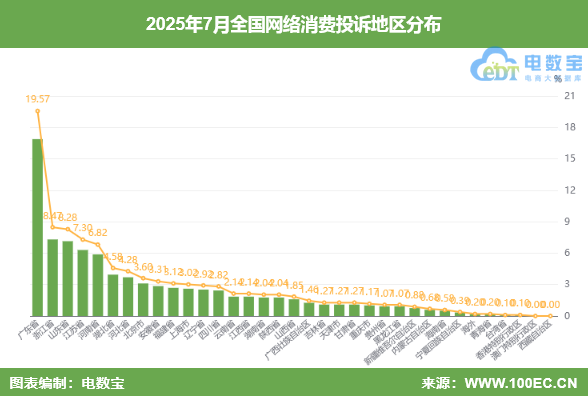 2025年7月全国网络消费投诉地区分布
eDT 电数宝
电商大数据库
%
21
18
15
12
9
6
3
0
19.57
8.47
8.28
7.30
6.82
4.58
4.28
3.60
3.31
3.12
3.02
2.92
2.82
2.14
2.14
2.04
2.04
1.85
1.46
1.27
1.27
1.27
1.17
1.07
1.07
0.88
0.68
0.58
0.39
0.20
0.20
0.10
0.10
0.00
0.00
广东省
浙江省
山东省
江苏省
河南省
湖北省
河北省
北京市
安徽省
福建省
上海市
辽宁省
四川省
云南省
江西省
湖南省
陕西省
山西省
广西壮族自治区
吉林省
天津市
甘肃省
重庆市
贵州省
黑龙江省
新疆维吾尔自治区
内蒙古自治区
海南省
宁夏回族自治区
海外
青海省
台湾省
香港特别行政区
澳门特别行政区
西藏自治区
图表编制：电数宝
来源：WWW.100EC.CN